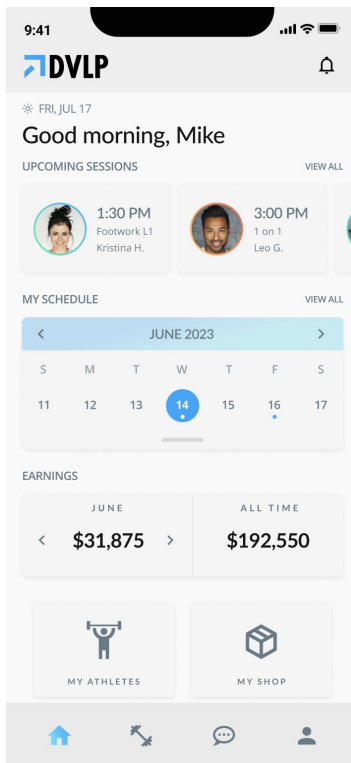 9:41
DVLP
FRI, JUL 17
Good morning, Mike
UPCOMING SESSIONS VIEW ALL
1:30 PM
Footwork L1
Kristina H.
3:00 PM
1 on 1
Leo G.
MY SCHEDULE VIEW ALL
JUNE 2023
S M T W T F S
11 12 13 14 15 16 17
EARNINGS
JUNE
$31,875
ALL TIME
$192,550
MY ATHLETES
MY SHOP